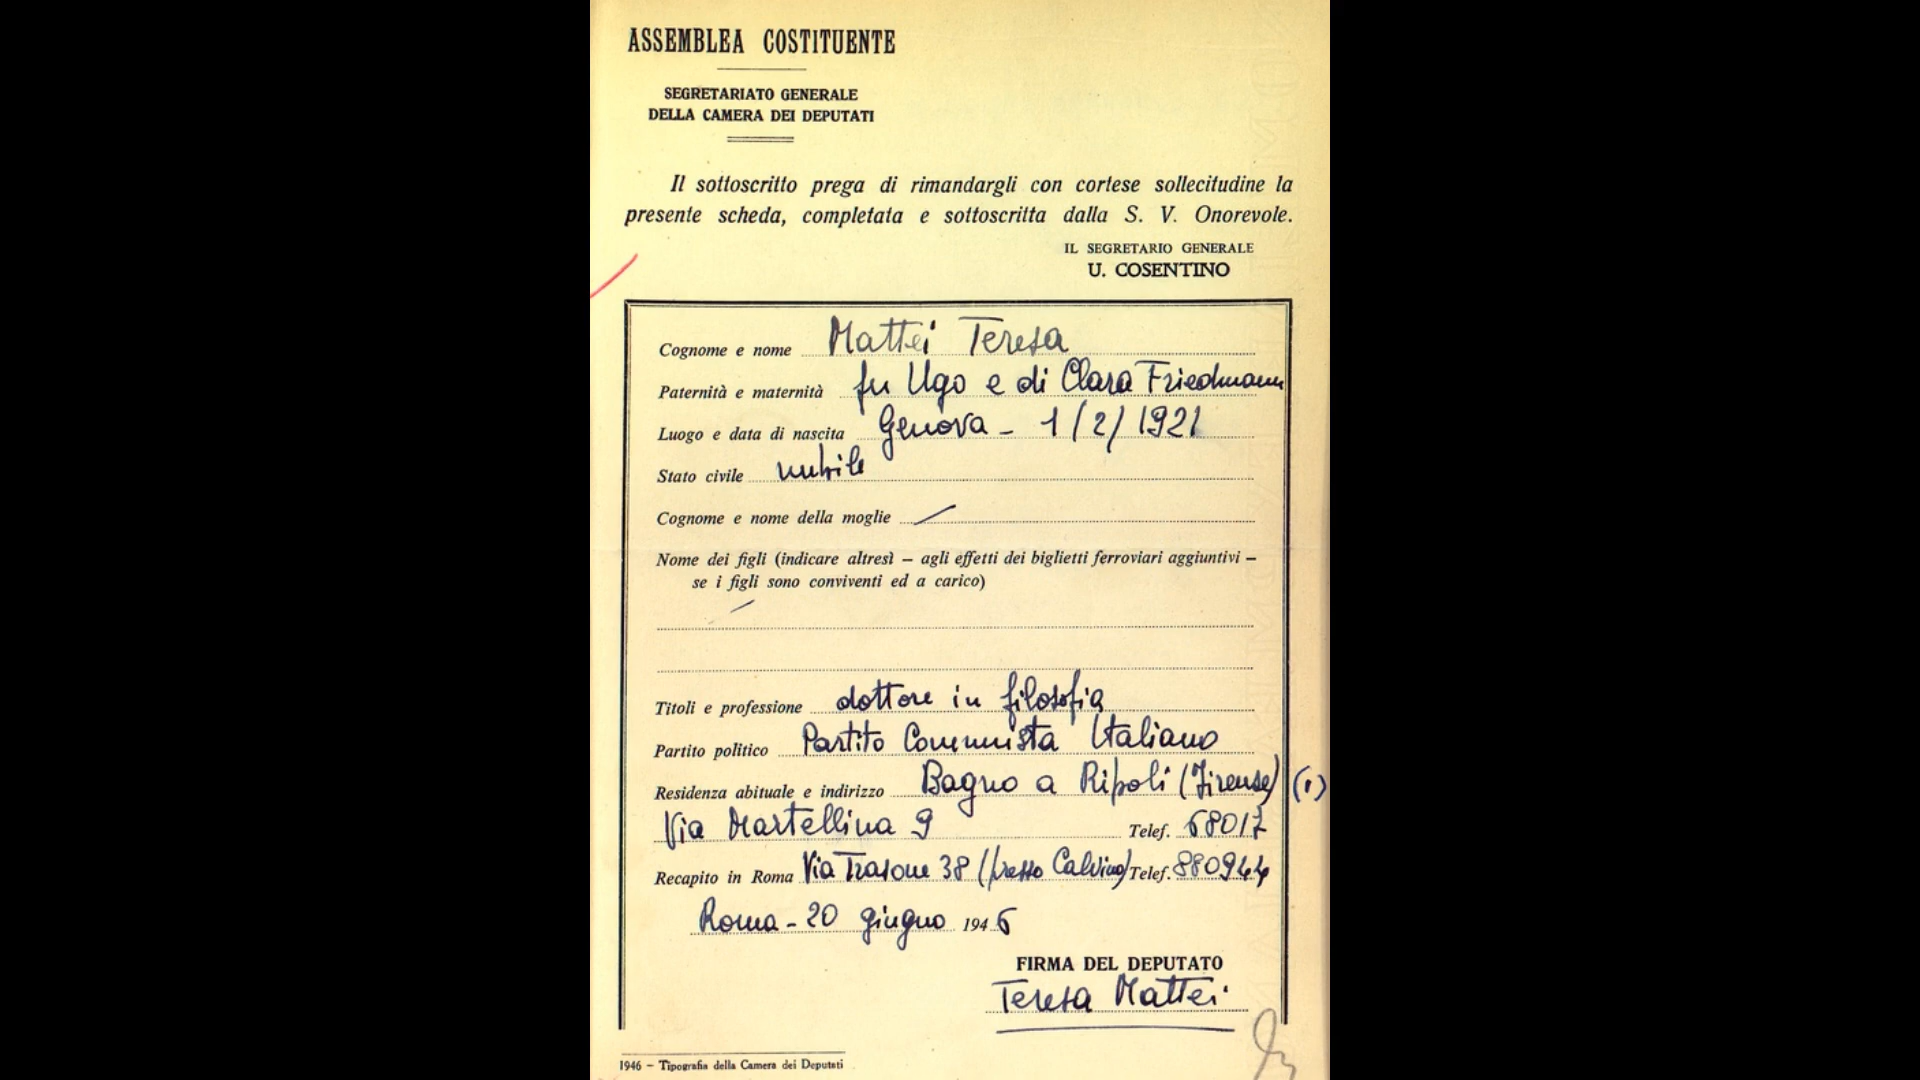 ASSEMBLEA COSTITUENTE
SEGRETARIATO GENERALE
DELLA CAMERA DEI DEPUTATI
Il sottoscritto prega di rimandargli con cortese sollecitudine la
presente scheda, completata e sottoscritta dalla S. V. Onorevole.
IL SEGRETARIO GENERALE
U. COSENTINO
Cognome e nome Mattei Teresa
Paternità e maternità fu Ugo e di Clara Friedmann
Luogo e data di nascita Genova - 1/2/1921
Stato civile nubile
Cognome e nome della moglie
Nome dei figli (indicare altresì – agli effetti dei biglietti ferroviari aggiuntivi –
se i figli sono conviventi ed a carico)
Titoli e professione dottore in filosofia
Partito politico Partito Comunista Italiano
Residenza abituale e indirizzo Bagno a Ripoli (Firenze) (1)
Via Martellina 9 Telef. 68017
Recapito in Roma Via Trasone 38 (presso Calvino) Telef. 880944
Roma - 20 giugno 1946
FIRMA DEL DEPUTATO
Teresa Mattei
1946 – Tipografia della Camera dei Deputati